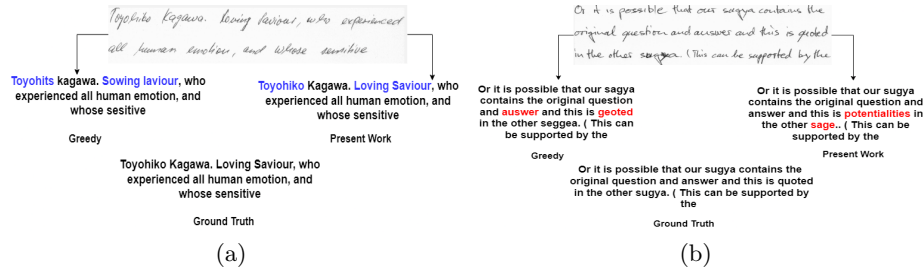 Toyohiko Kagawa. Loving Saviour, who experienced
all human emotion, and whose sensitive
Toyohits kagawa. Sowing laviour, who
experienced all human emotion, and
whose sesitive
Greedy
Toyohiko Kagawa. Loving Saviour, who
experienced all human emotion, and
whose sensitive
Present Work
Toyohiko Kagawa. Loving Saviour, who
experienced all human emotion, and
whose sensitive
Ground Truth
(a)
Or it is possible that our sugya contains the
original question and answer and this is quoted
in the other sugya. (This can be supported by the
Or it is possible that our sagya
contains the original question
and auswer and this is geoted
in the other seggea. ( This can
be supported by the
Greedy
Or it is possible that our sugya
contains the original question and
answer and this is potentialities in
the other sage.. ( This can be
supported by the
Present Work
Or it is possible that our sugya contains the
original question and answer and this is quoted
in the other sugya. ( This can be supported by
the
Ground Truth
(b)